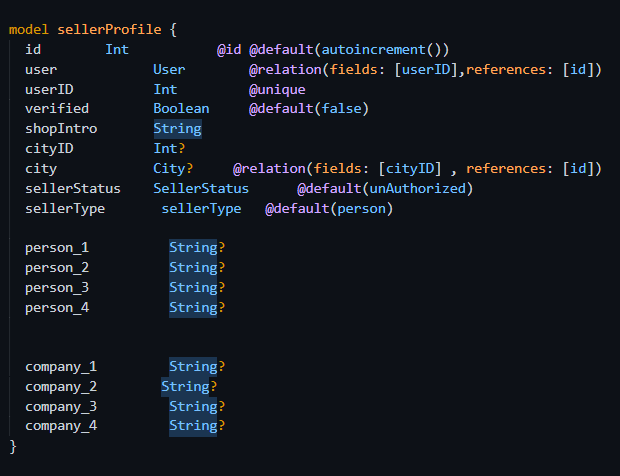 model sellerProfile {
id Int @id @default(autoincrement())
user User @relation(fields: [userID],references: [id])
userID Int @unique
verified Boolean @default(false)
shopIntro String
cityID Int?
city City? @relation(fields: [cityID] , references: [id])
sellerStatus SellerStatus @default(unAuthorized)
sellerType sellerType @default(person)
person_1 String?
person_2 String?
person_3 String?
person_4 String?
company_1 String?
company_2 String?
company_3 String?
company_4 String?
}